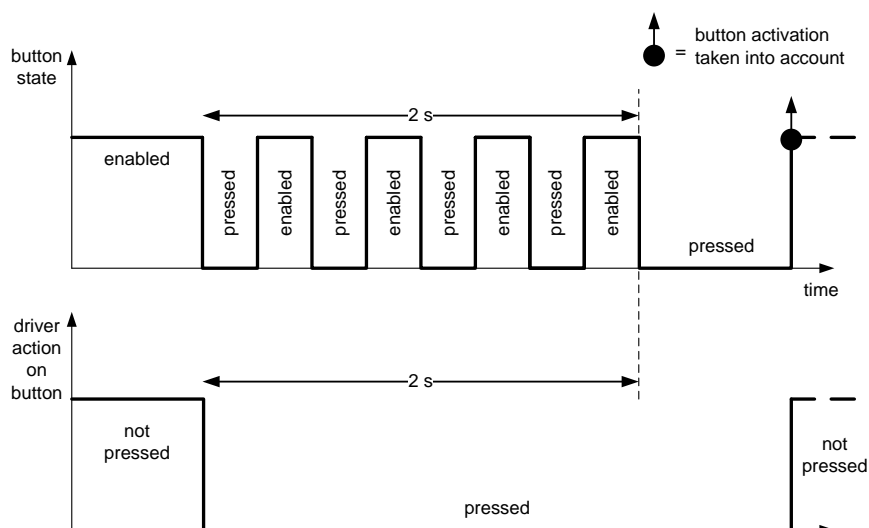 button activation
= taken into account
button
state
2 s
enabled
pressed
enabled
pressed
enabled
pressed
enabled
pressed
enabled
pressed
time
driver
action
on
button
2 s
not
pressed
pressed
not
pressed